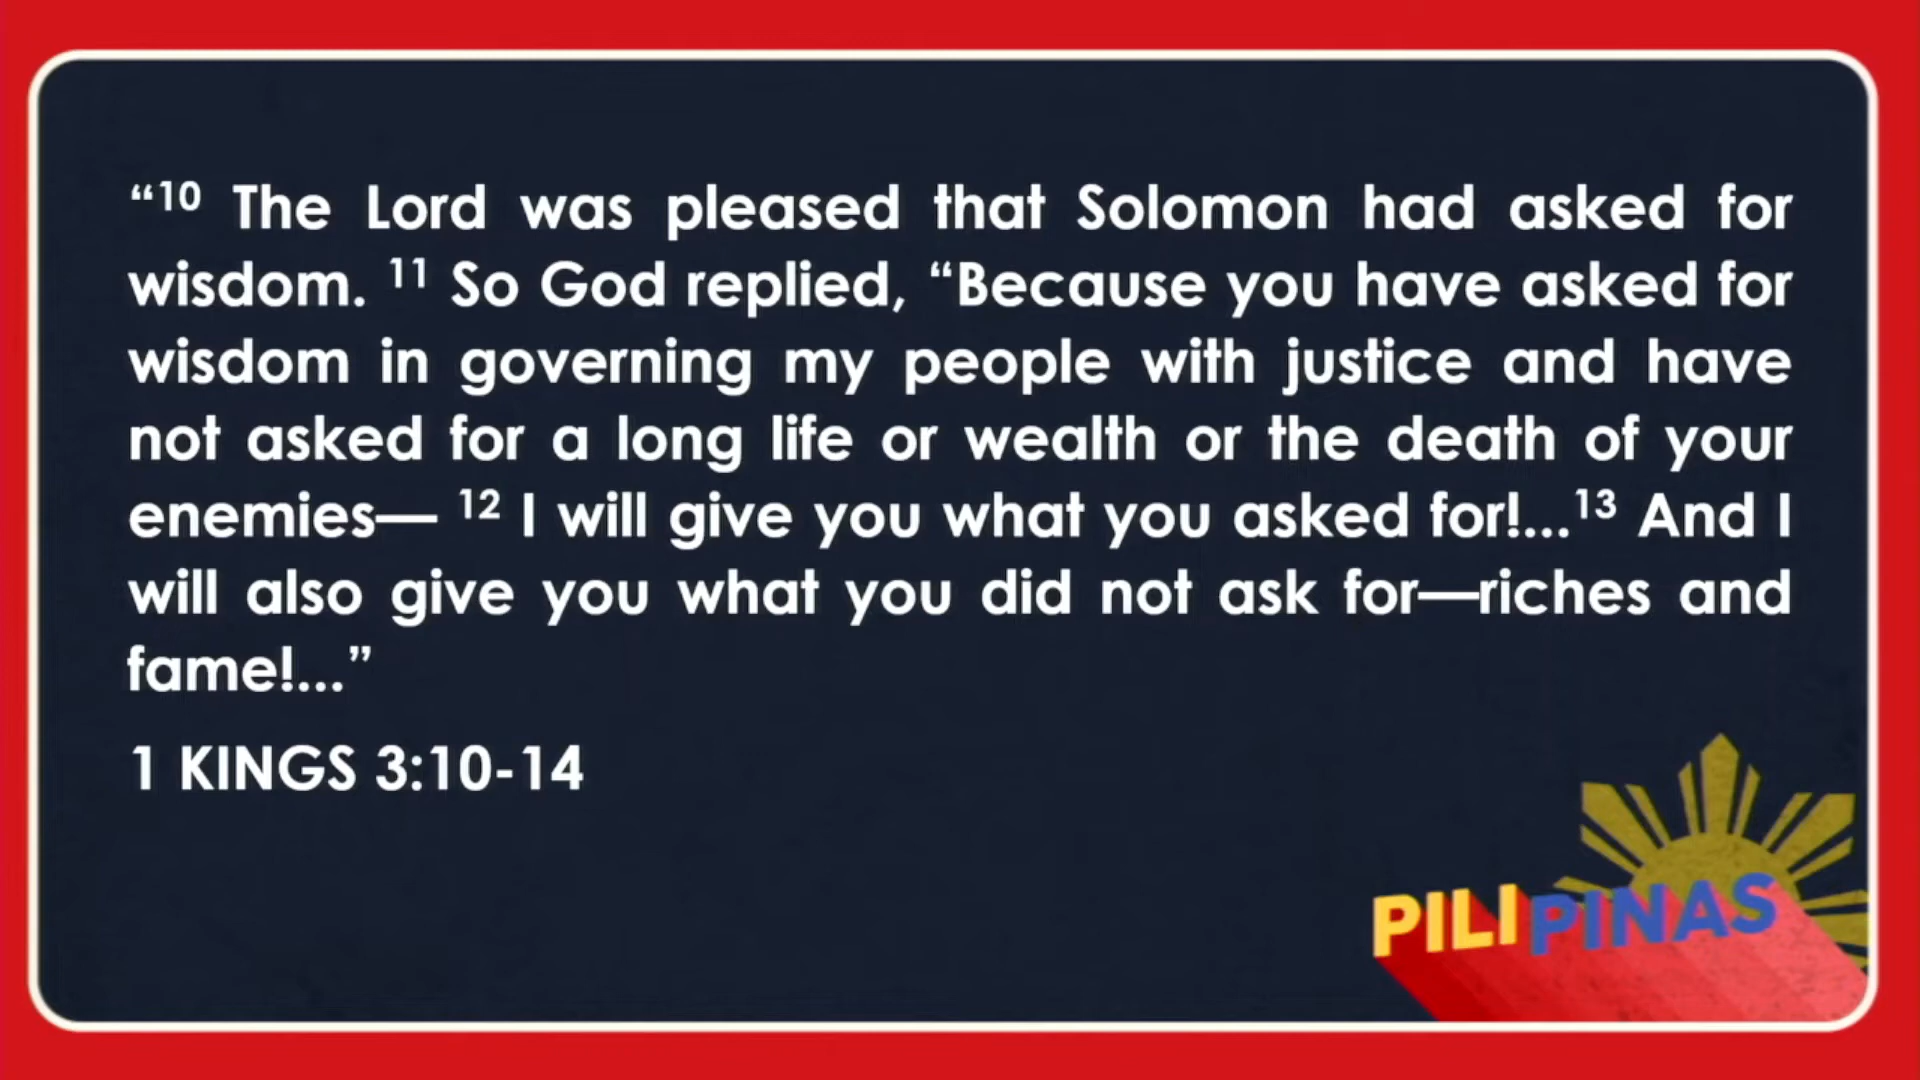 “10 The Lord was pleased that Solomon had asked for
wisdom. 11 So God replied, “Because you have asked for
wisdom in governing my people with justice and have
not asked for a long life or wealth or the death of your
enemies— 12 I will give you what you asked for!...13 And I
will also give you what you did not ask for—riches and
fame!...”
1 KINGS 3:10-14
PILIPINAS